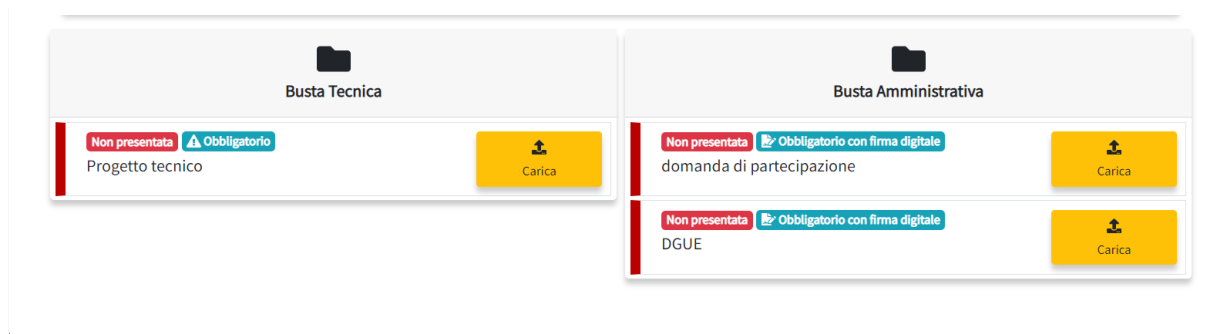 Busta Tecnica
Non presentata Obbligatorio
Progetto tecnico
Carica
Busta Amministrativa
Non presentata Obbligatorio con firma digitale
domanda di partecipazione
Carica
Non presentata Obbligatorio con firma digitale
DGUE
Carica